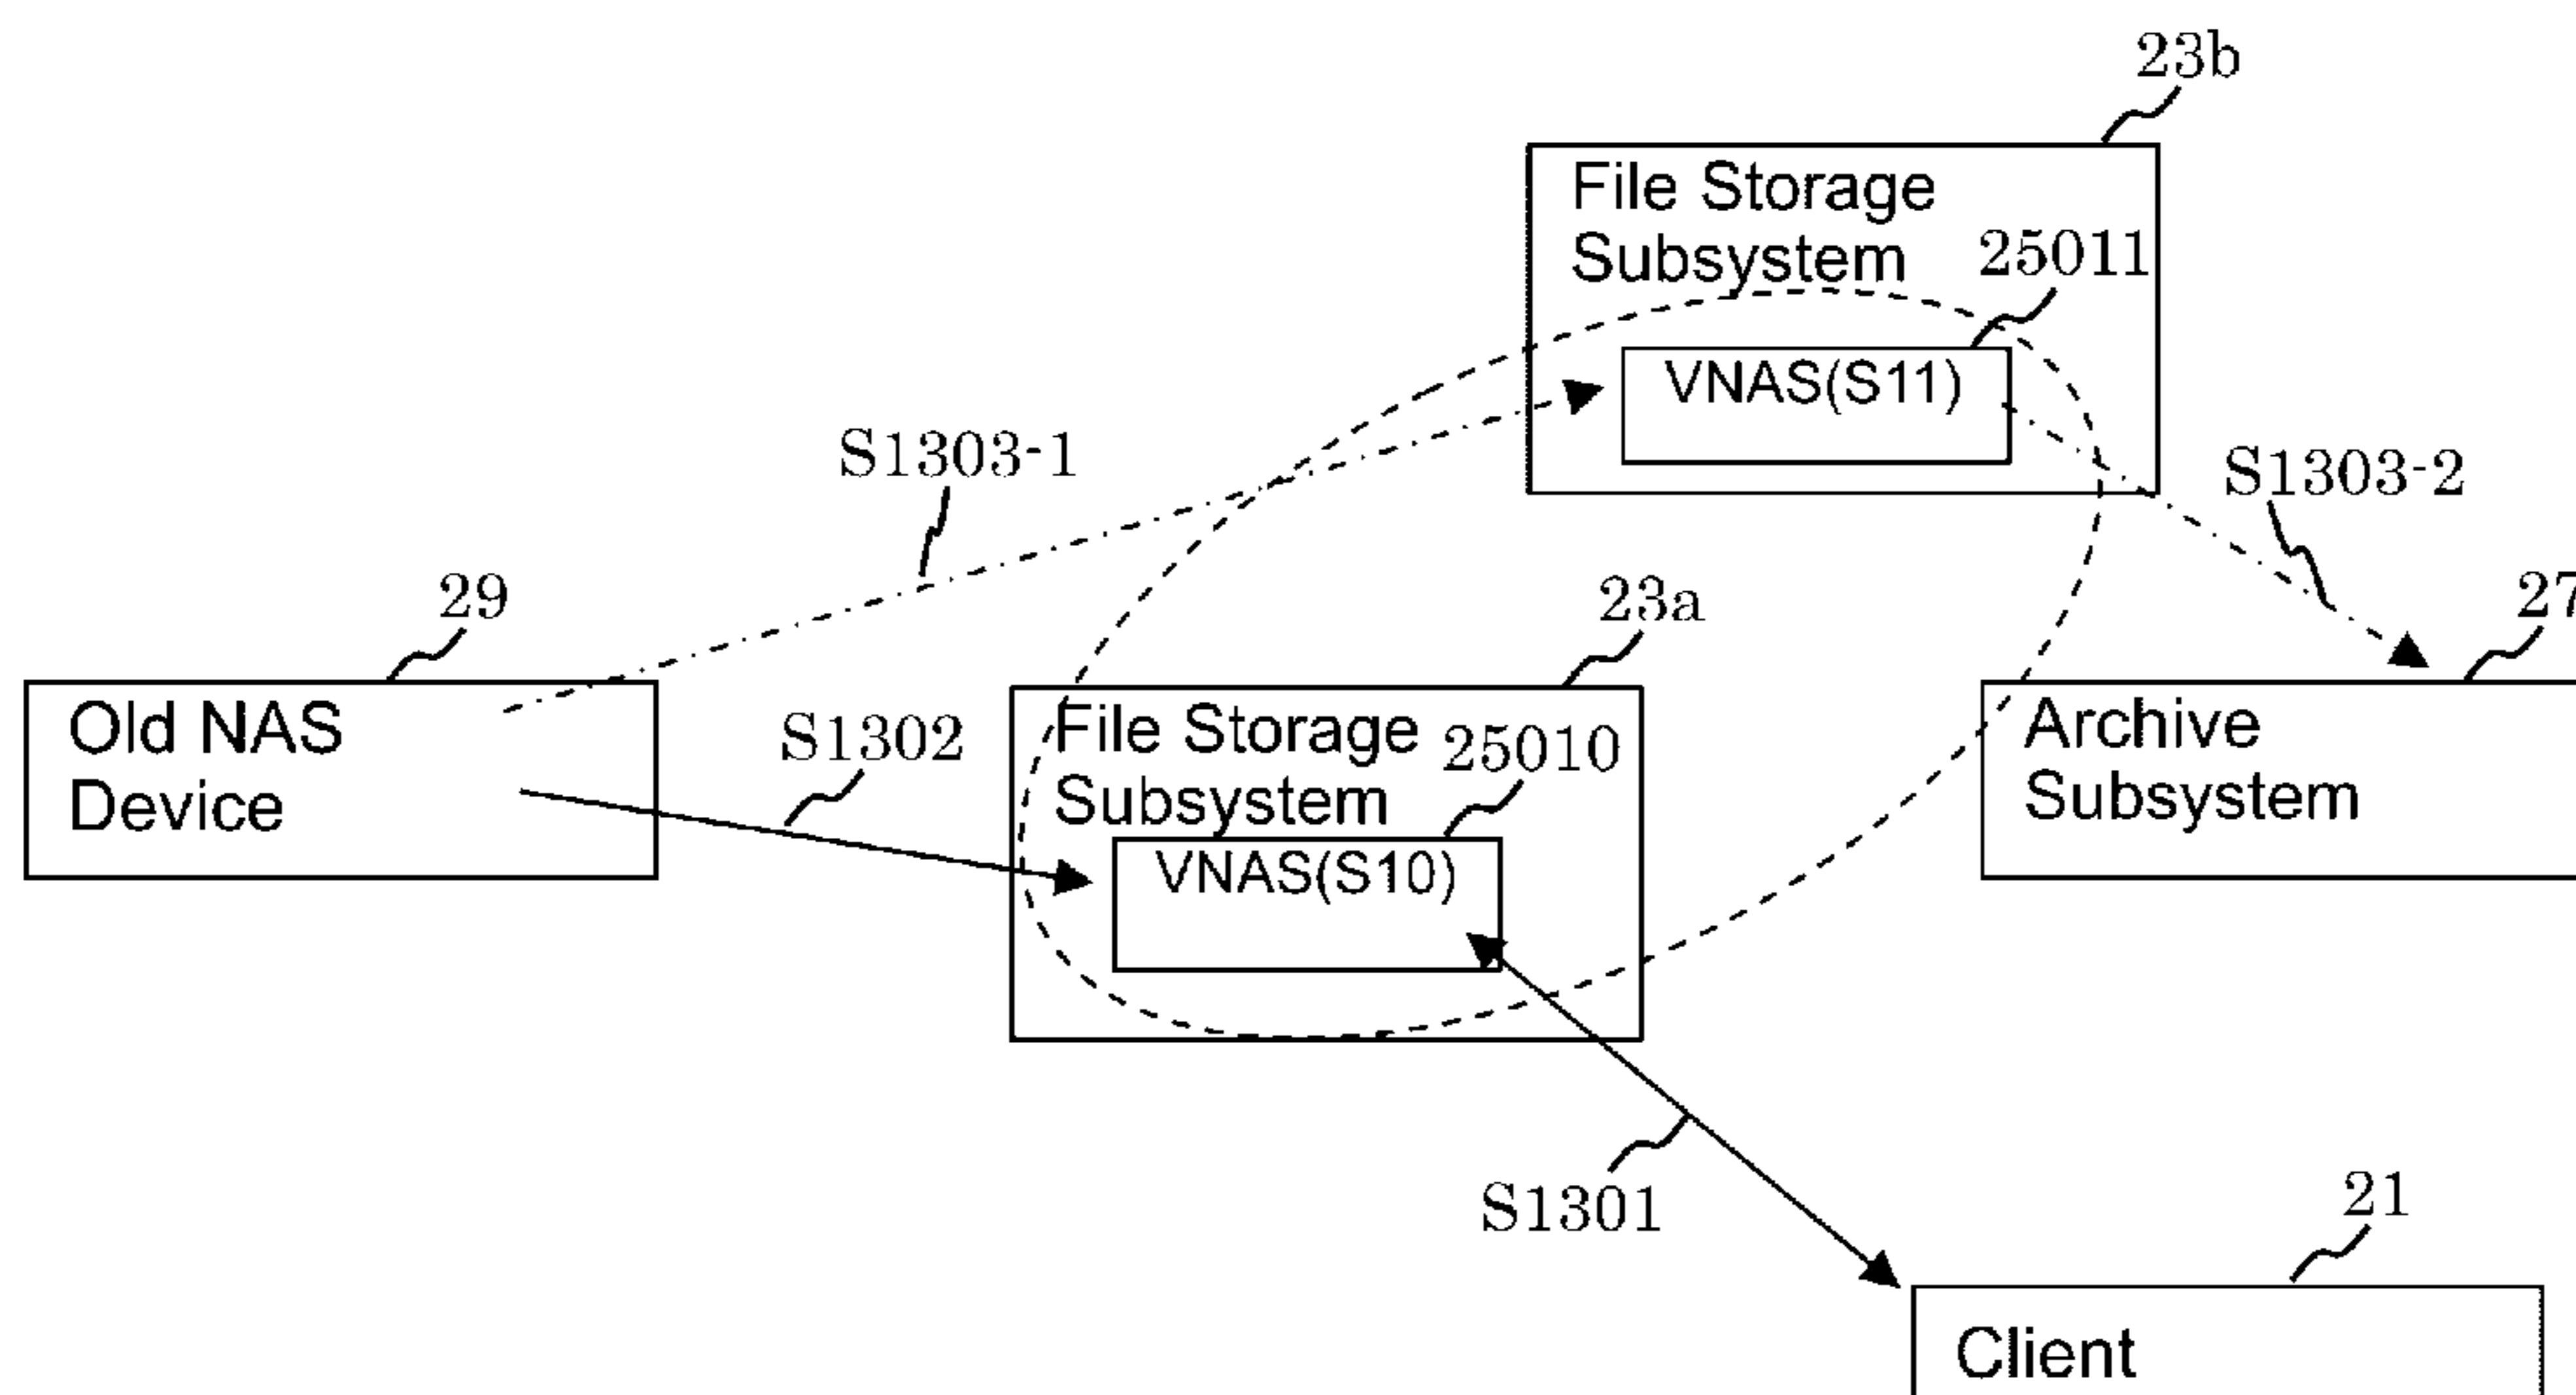 23b
File Storage
Subsystem
25011
VNAS(S11)
S1303-1
S1303-2
29
23a
27
Old NAS
Device
S1302
File Storage
Subsystem
25010
VNAS(S10)
Archive
Subsystem
S1301
21
Client